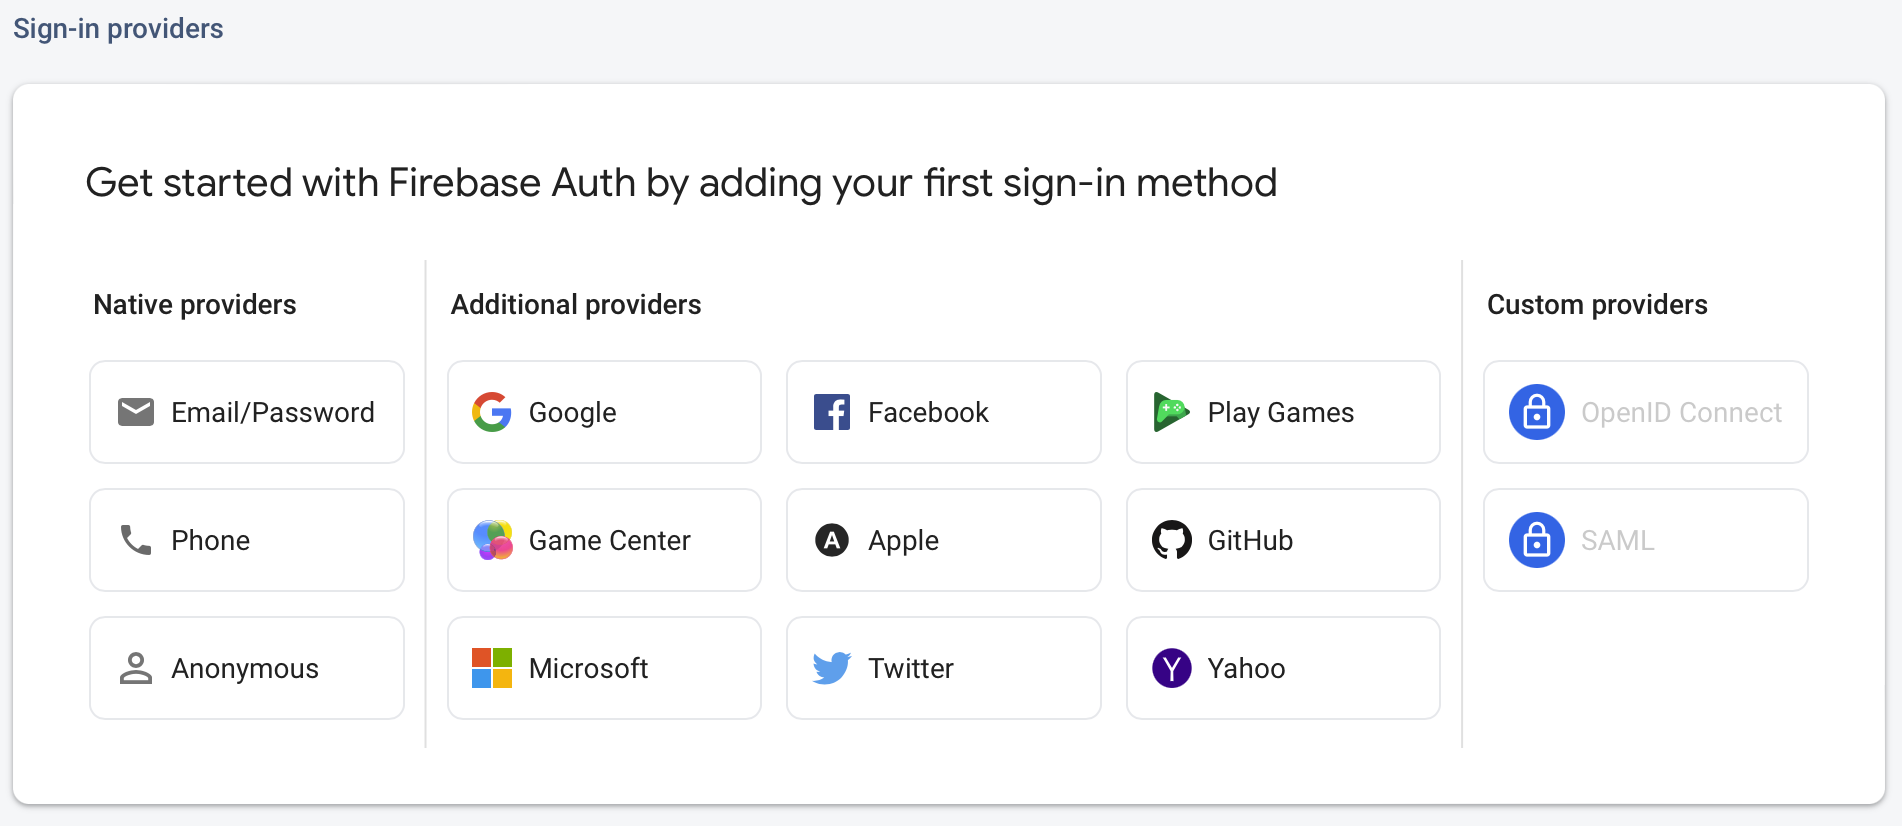 Sign-in providers
Get started with Firebase Auth by adding your first sign-in method
Native providers
Email/Password
Phone
Anonymous
Additional providers
Google
Facebook
Play Games
Game Center
Apple
GitHub
Microsoft
Twitter
Yahoo
Custom providers
OpenID Connect
SAML